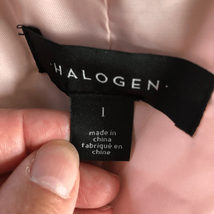 ·HALOGEN·
1
made in
china
fabriqué en
chine